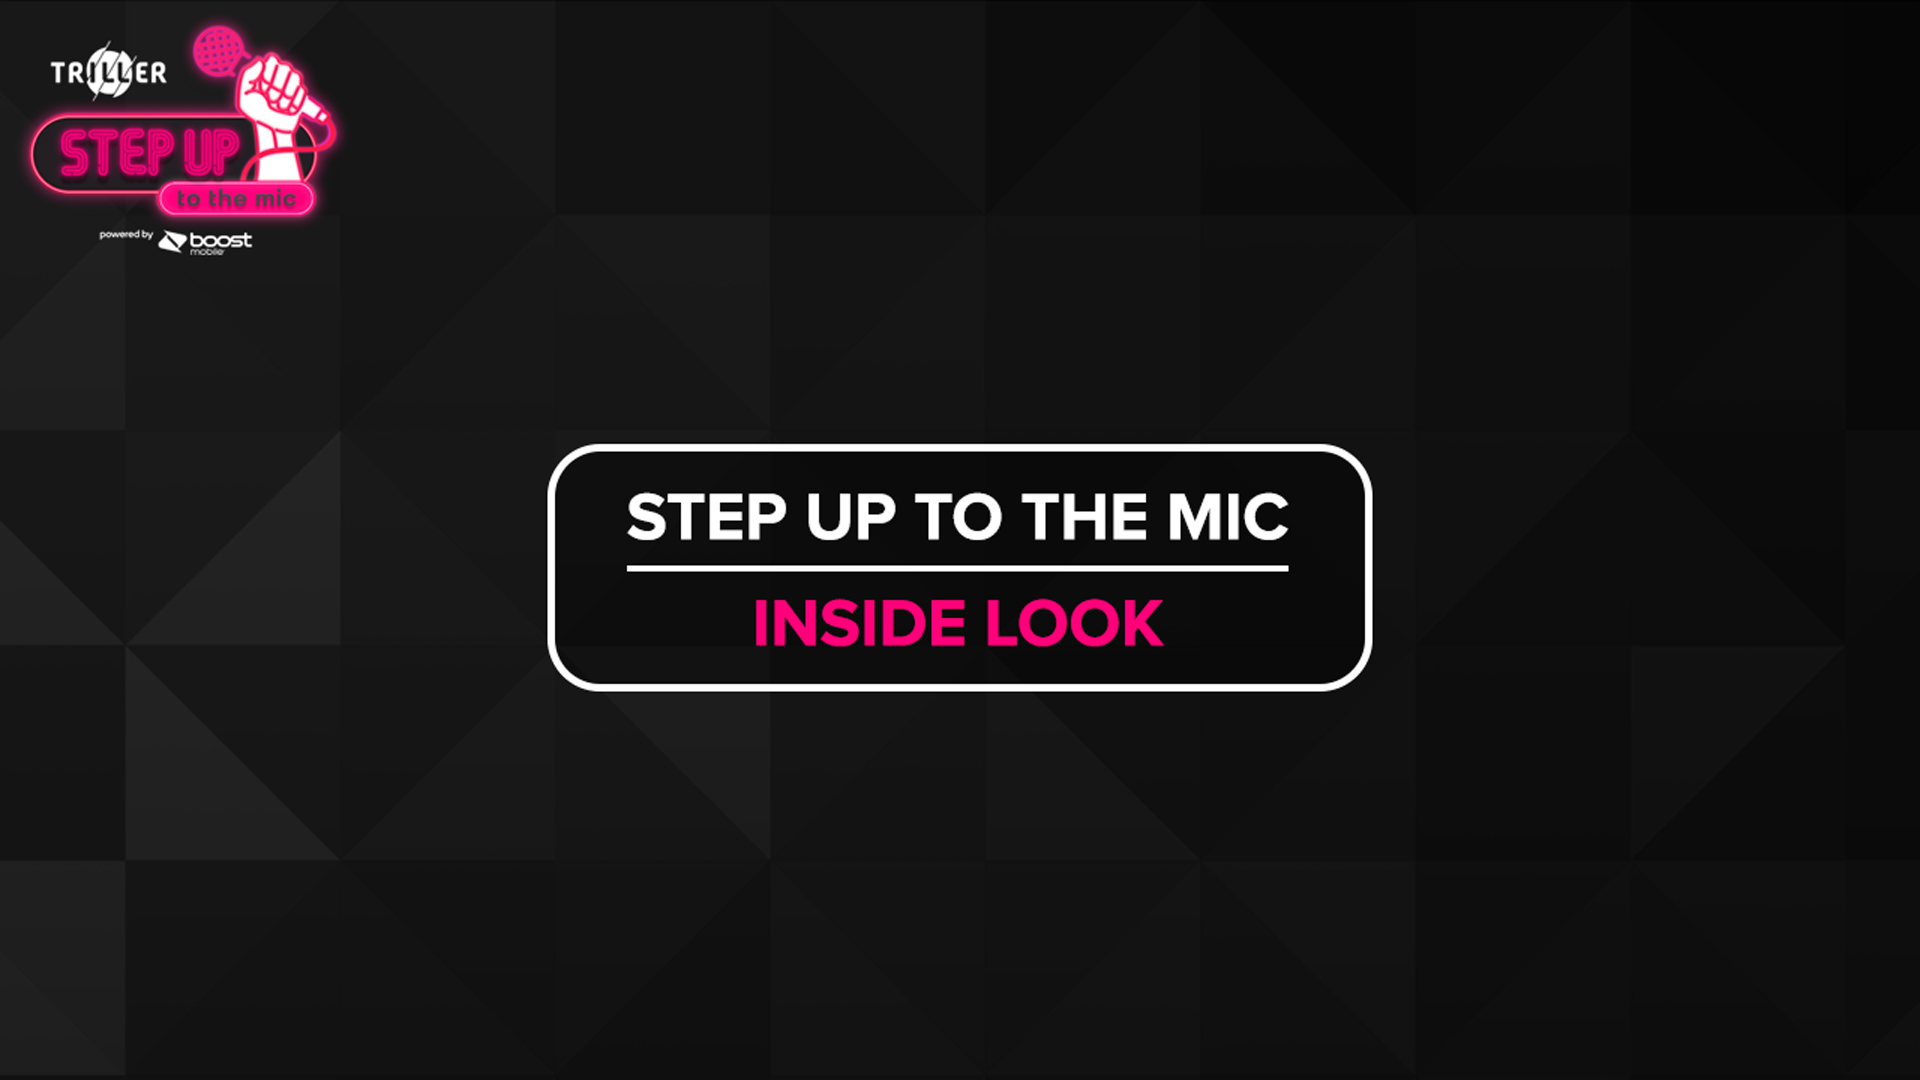 TRILLER
STEP UP
to the mic
powered by boost
mobile
STEP UP TO THE MIC
INSIDE LOOK